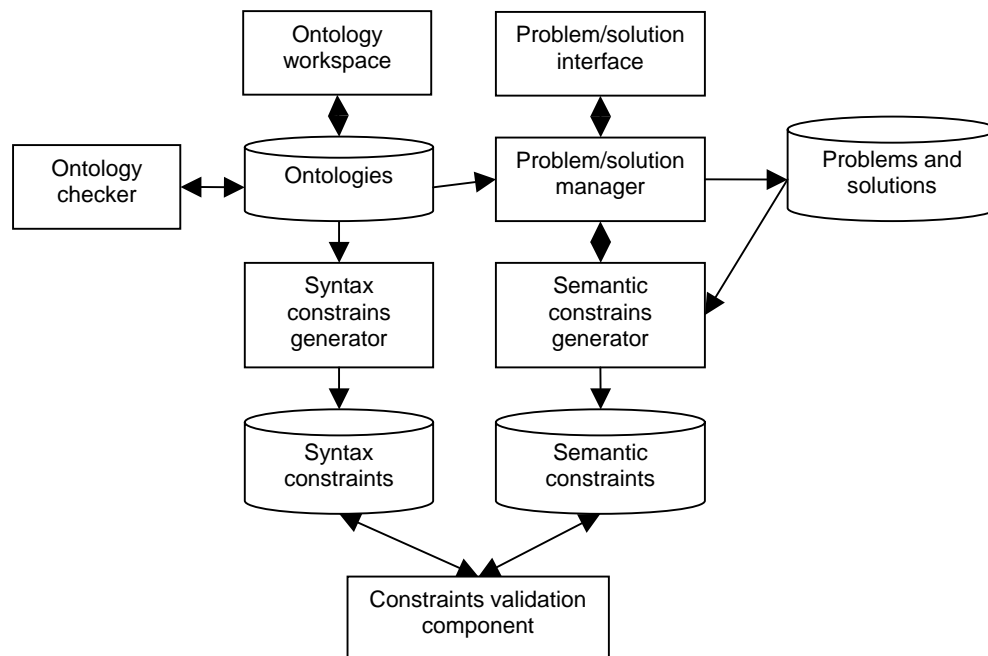 Ontology
workspace
Problem/solution
interface
Ontology
checker
Ontologies
Problem/solution
manager
Problems and
solutions
Syntax
constrains
generator
Semantic
constrains
generator
Syntax
constraints
Semantic
constraints
Constraints validation
component